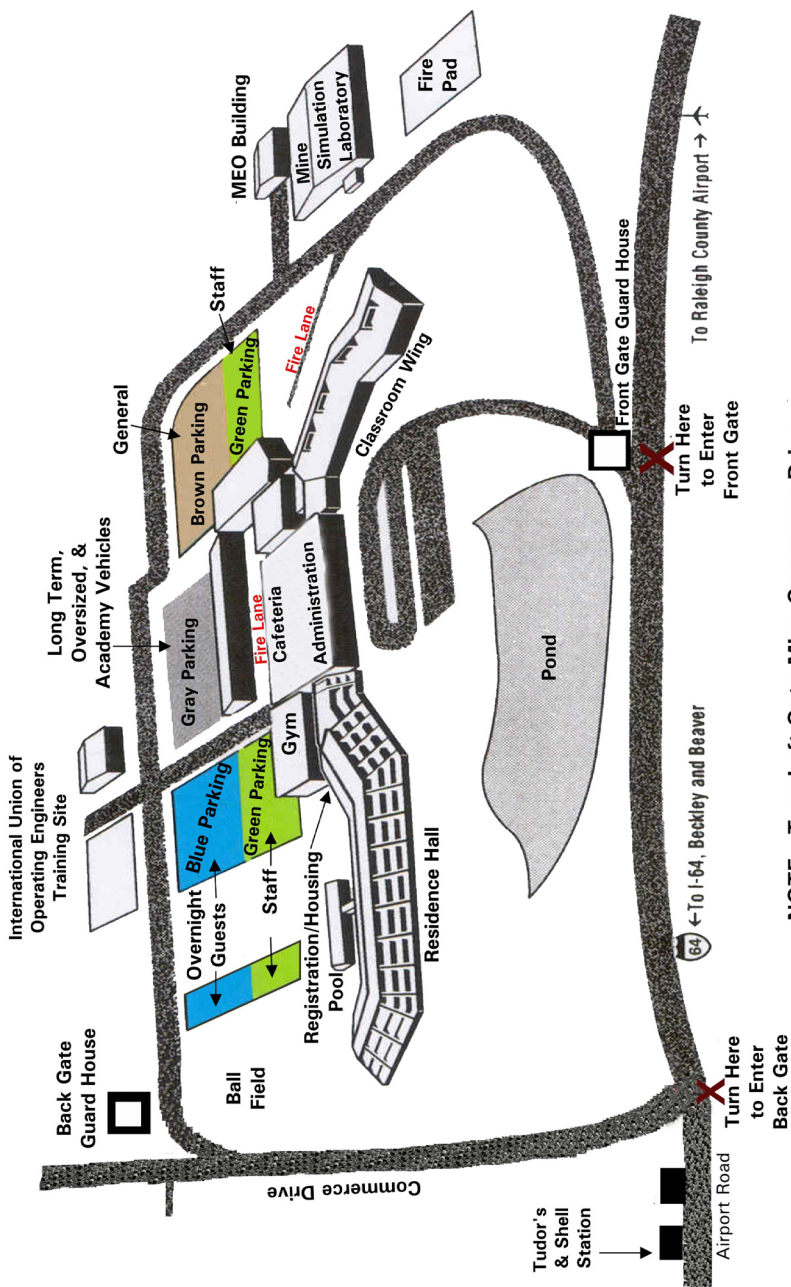 International Union of
Operating Engineers
Training Site
Long Term,
Oversized, &
Academy Vehicles
General
Staff
MEO Building
Mine
Simulation
Laboratory
Fire
Pad
Back Gate
Guard House
Ball
Field
Overnight
Guests
Staff
Blue Parking
Green Parking
Gray Parking
Brown Parking
Green Parking
Fire Lane
Fire Lane
Cafeteria
Administration
Gym
Registration/Housing
Pool
Residence Hall
Classroom Wing
Pond
Front Gate Guard House
Turn Here
to Enter
Front Gate
To Raleigh County Airport →
64 ←To I-64, Beckley and Beaver
Commerce Drive
Turn Here
to Enter
Back Gate
Tudor's
& Shell
Station
Airport Road